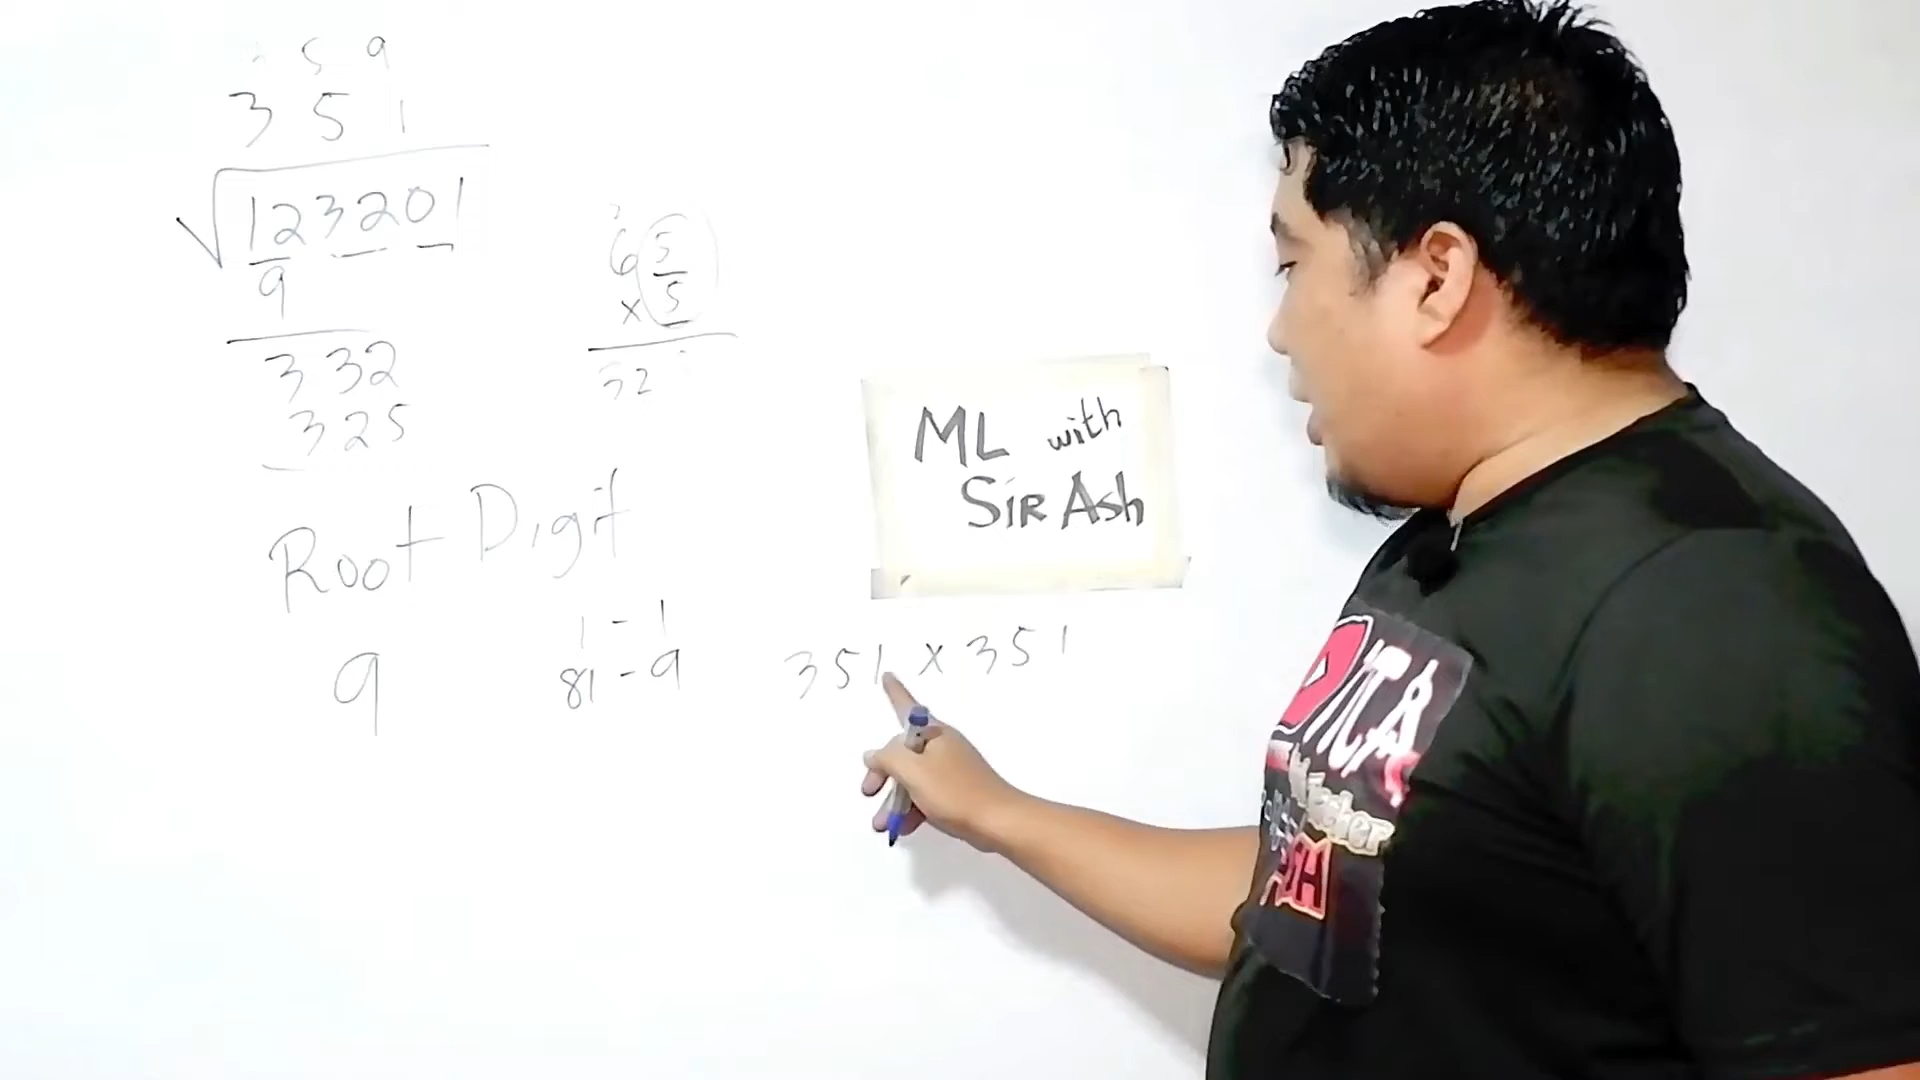 5 9
3 5 1
√123201
9
332
325
6 5
x 5
32
Root Digit
9
1 - 1
81 - 9
ML with
Sir Ash
351 x 351